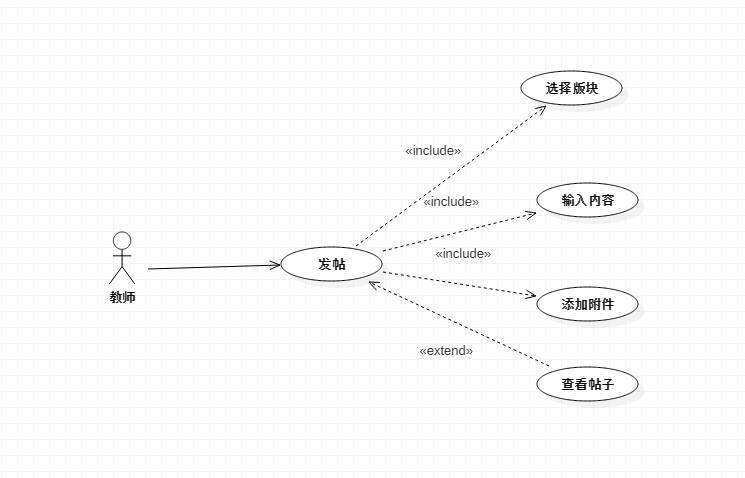 选择版块
«include»
«include»
输入内容
«include»
发帖
教师
添加附件
«extend»
查看帖子